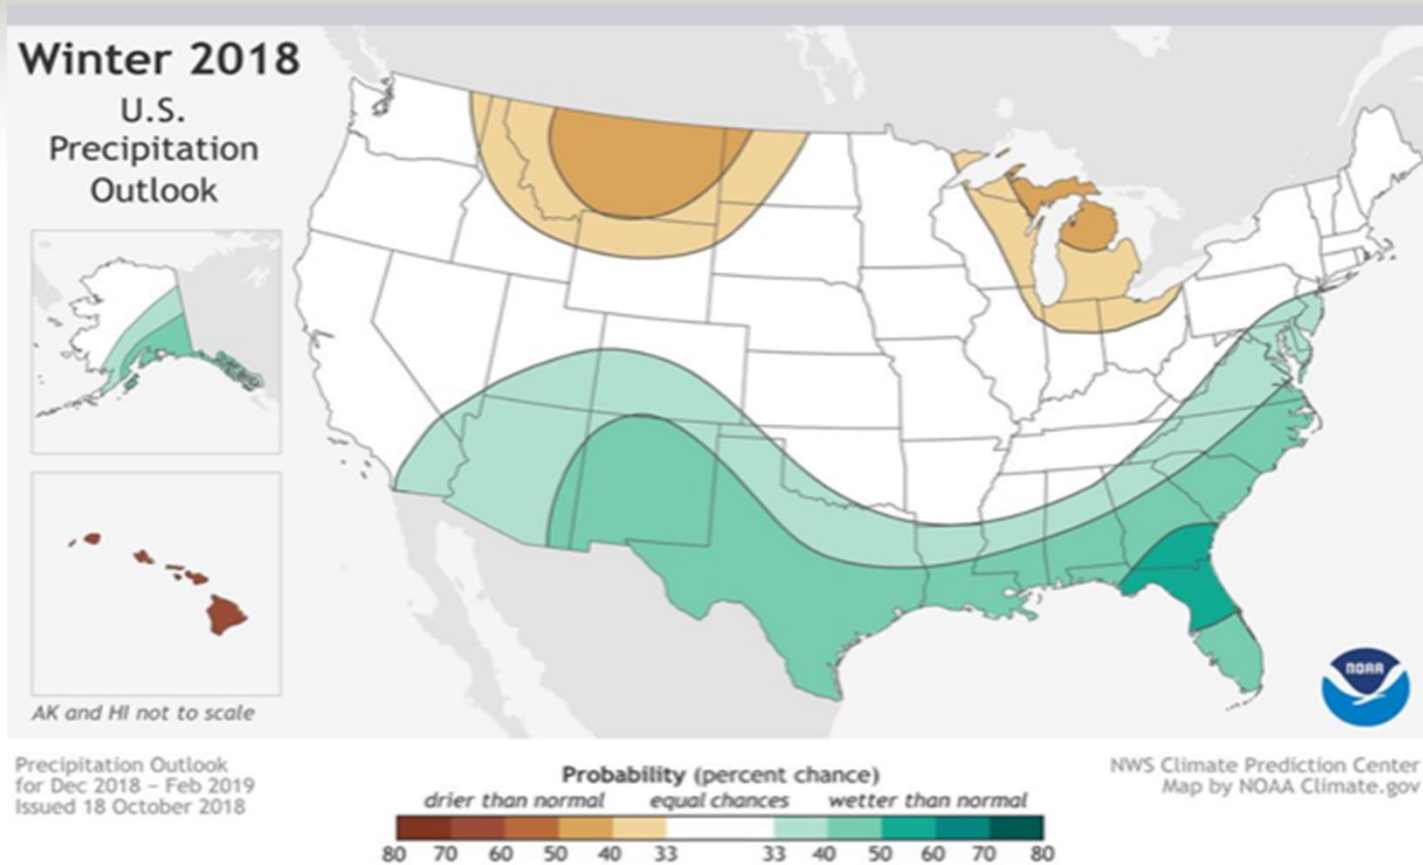 Winter 2018
U.S.
Precipitation
Outlook
AK and HI not to scale
NOAA
Precipitation Outlook
for Dec 2018 – Feb 2019
Issued 18 October 2018
NWS Climate Prediction Center
Map by NOAA Climate.gov
Probability (percent chance)
drier than normal equal chances wetter than normal
80 70 60 50 40 33 33 40 50 60 70 80